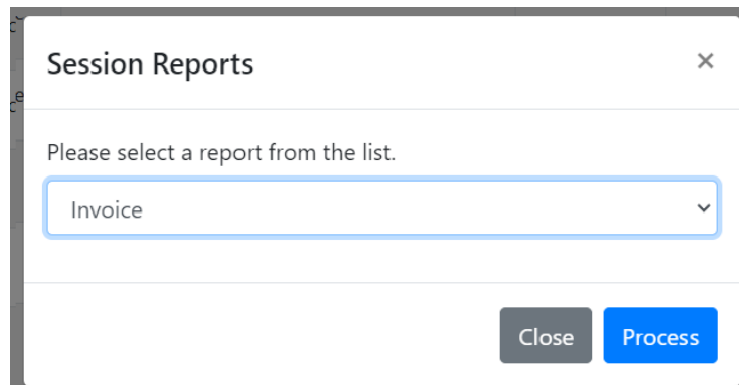 Session Reports ×
Please select a report from the list.
Invoice
Close Process